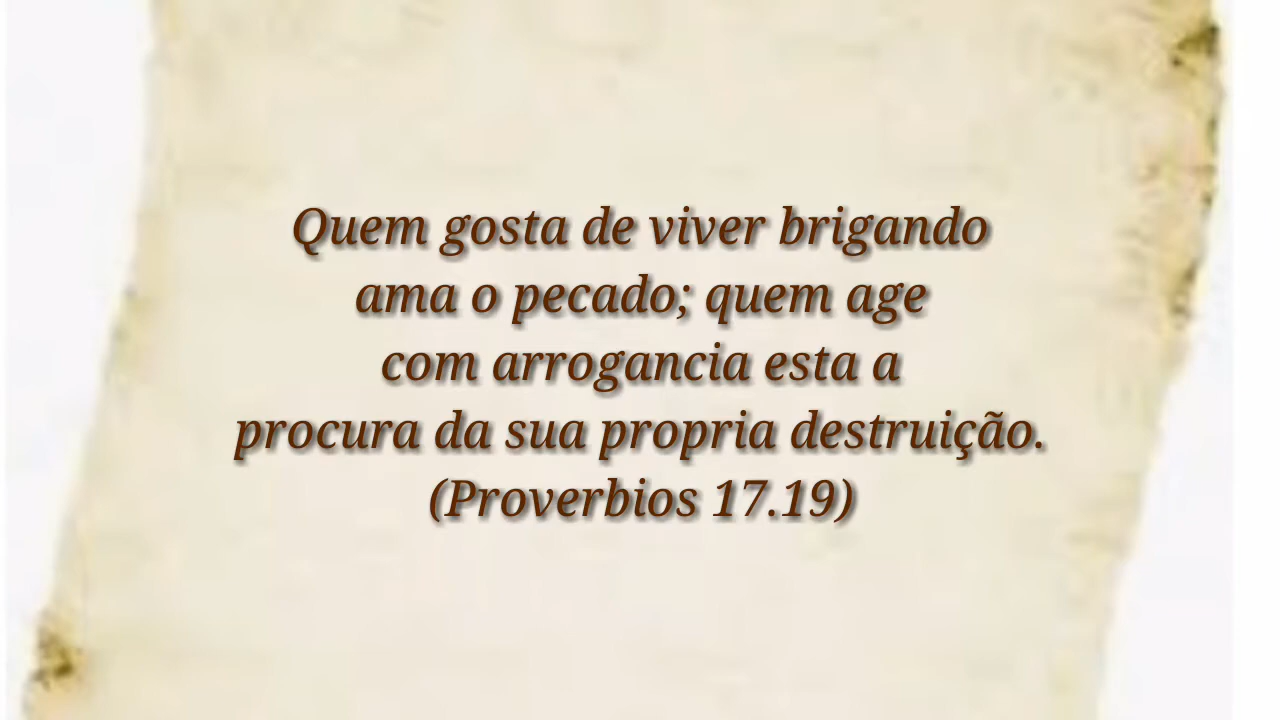 Quem gosta de viver brigando
ama o pecado; quem age
com arrogancia esta a
procura da sua propria destruição.
(Proverbios 17.19)